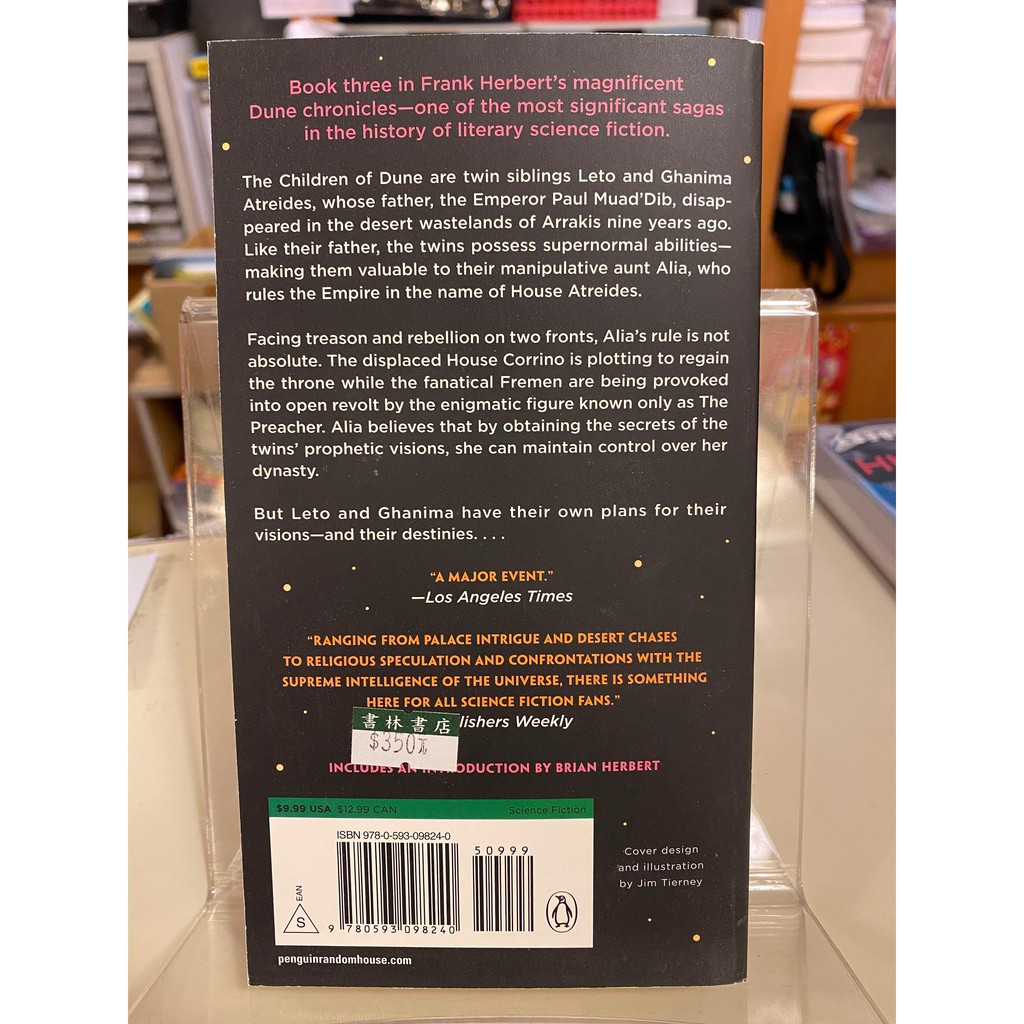 Book three in Frank Herbert's magnificent
Dune chronicles—one of the most significant sagas
in the history of literary science fiction.
The Children of Dune are twin siblings Leto and Ghanima
Atreides, whose father, the Emperor Paul Muad'Dib, disap-
peared in the desert wastelands of Arrakis nine years ago.
Like their father, the twins possess supernormal abilities—
making them valuable to their manipulative aunt Alia, who
rules the Empire in the name of House Atreides.
Facing treason and rebellion on two fronts, Alia's rule is not
absolute. The displaced House Corrino is plotting to regain
the throne while the fanatical Fremen are being provoked
into open revolt by the enigmatic figure known only as The
Preacher. Alia believes that by obtaining the secrets of the
twins' prophetic visions, she can maintain control over her
dynasty.
But Leto and Ghanima have their own plans for their
visions—and their destinies. . . .
"A MAJOR EVENT."
—Los Angeles Times
"RANGING FROM PALACE INTRIGUE AND DESERT CHASES
TO RELIGIOUS SPECULATION AND CONFRONTATIONS WITH THE
SUPREME INTELLIGENCE OF THE UNIVERSE, THERE IS SOMETHING
HERE FOR ALL SCIENCE FICTION FANS."
lishers Weekly
書林書店
$350元
INCLUDES AN INTRODUCTION BY BRIAN HERBERT
$9.99 USA $12.99 CAN Science Fiction
ISBN 978-0-593-09824-0
50999
EAN
S
9 780593 098240
Cover design
and illustration
by Jim Tierney
penguinrandomhouse.com